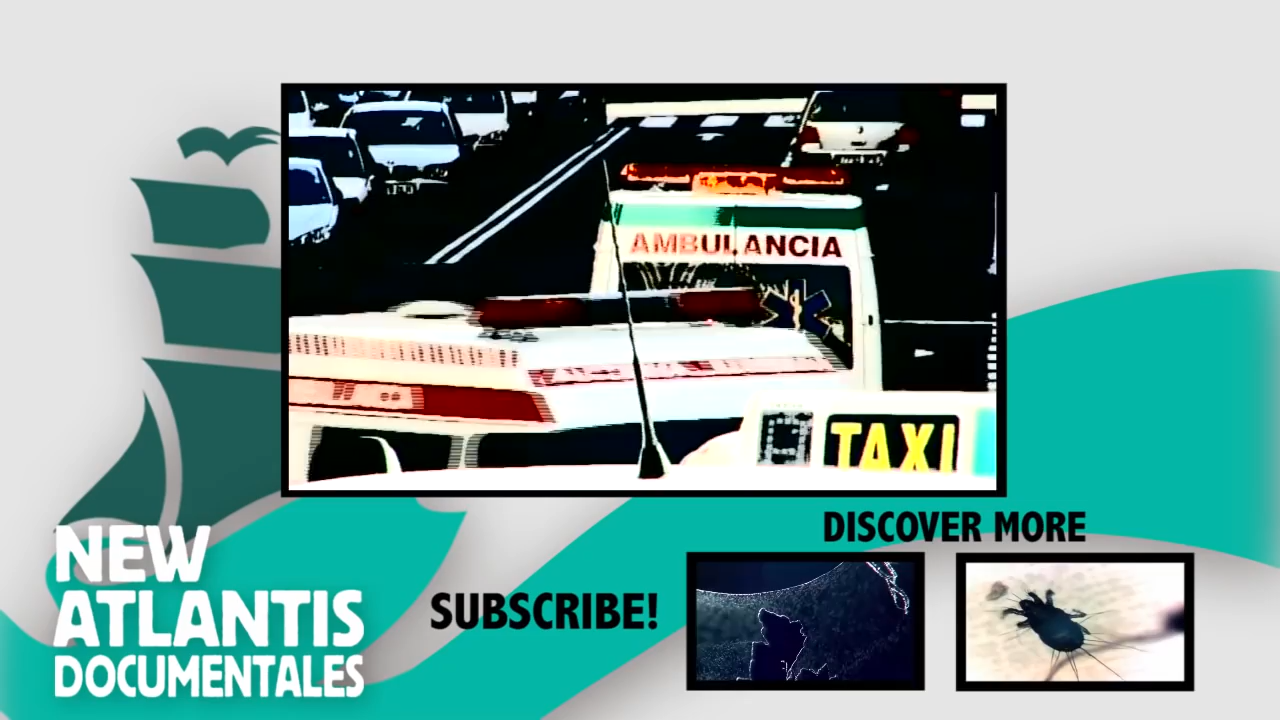 AMBULANCIA
TAXI
DISCOVER MORE
SUBSCRIBE!
NEW
ATLANTIS
DOCUMENTALES